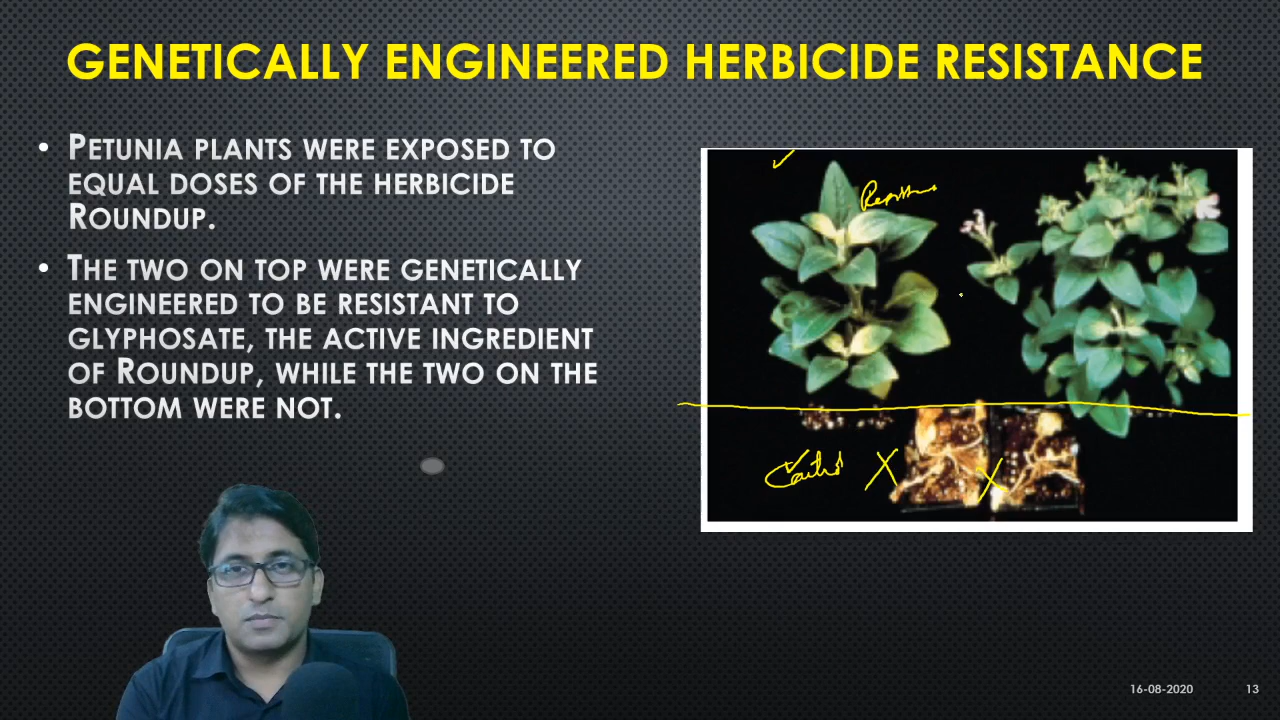 GENETICALLY ENGINEERED HERBICIDE RESISTANCE
• PETUNIA PLANTS WERE EXPOSED TO
EQUAL DOSES OF THE HERBICIDE
ROUNDUP.
• THE TWO ON TOP WERE GENETICALLY
ENGINEERED TO BE RESISTANT TO
GLYPHOSATE, THE ACTIVE INGREDIENT
OF ROUNDUP, WHILE THE TWO ON THE
BOTTOM WERE NOT.
Control
16-08-2020 13